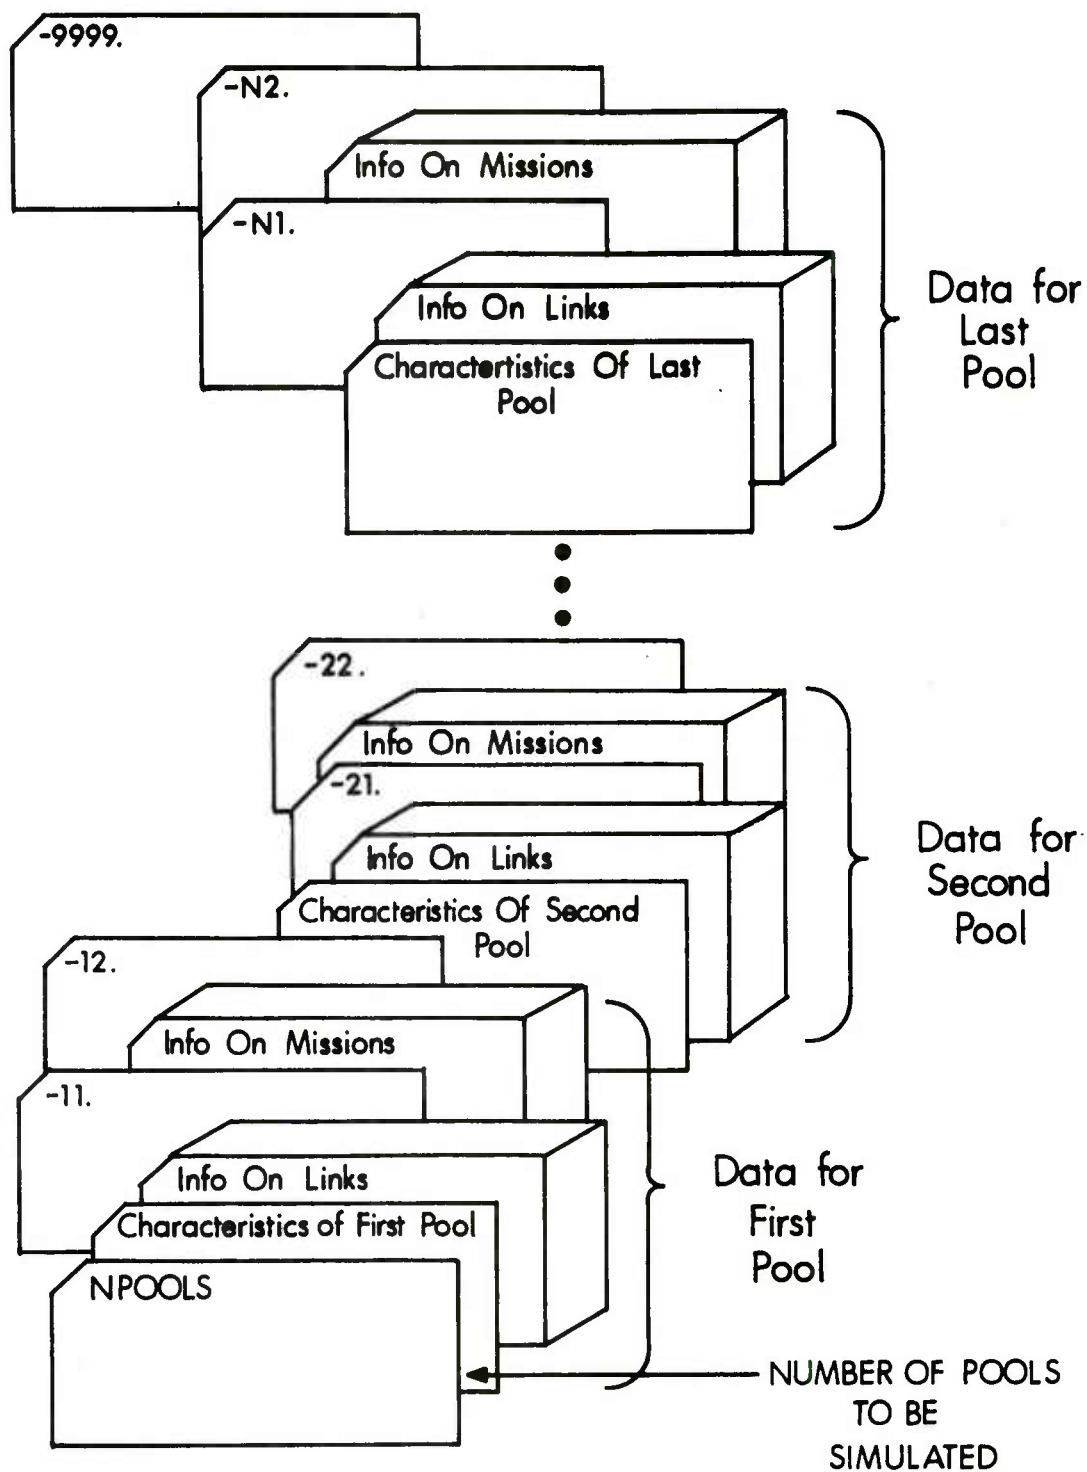 -9999.
-N2.
Info On Missions
-N1.
Info On Links
Charactertistics Of Last
Pool
Data for
Last
Pool
-22.
Info On Missions
-21.
Info On Links
Characteristics Of Second
Pool
Data for
Second
Pool
-12.
Info On Missions
-11.
Info On Links
Characteristics of First Pool
NPOOLS
Data for
First
Pool
NUMBER OF POOLS
TO BE
SIMULATED